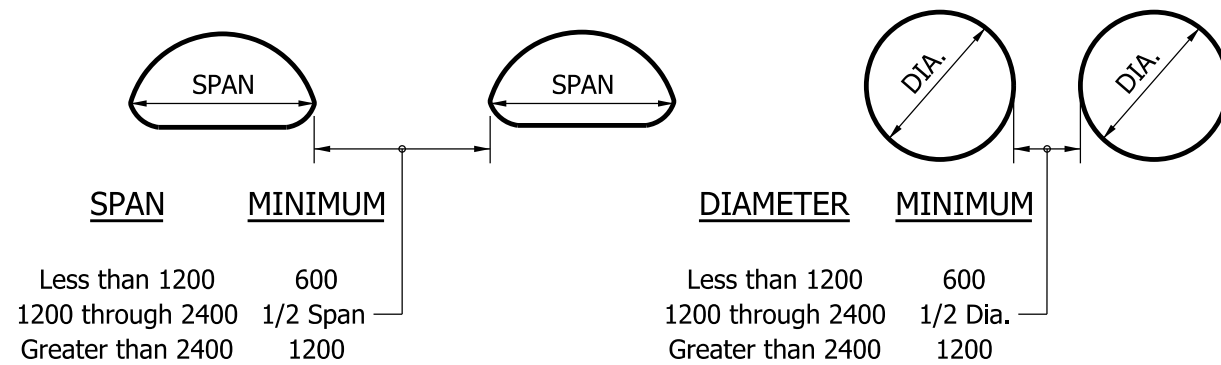 SPAN
SPAN
SPAN MINIMUM
Less than 1200 600
1200 through 2400 1/2 Span
Greater than 2400 1200
DIA.
DIA.
DIAMETER MINIMUM
Less than 1200 600
1200 through 2400 1/2 Dia.
Greater than 2400 1200